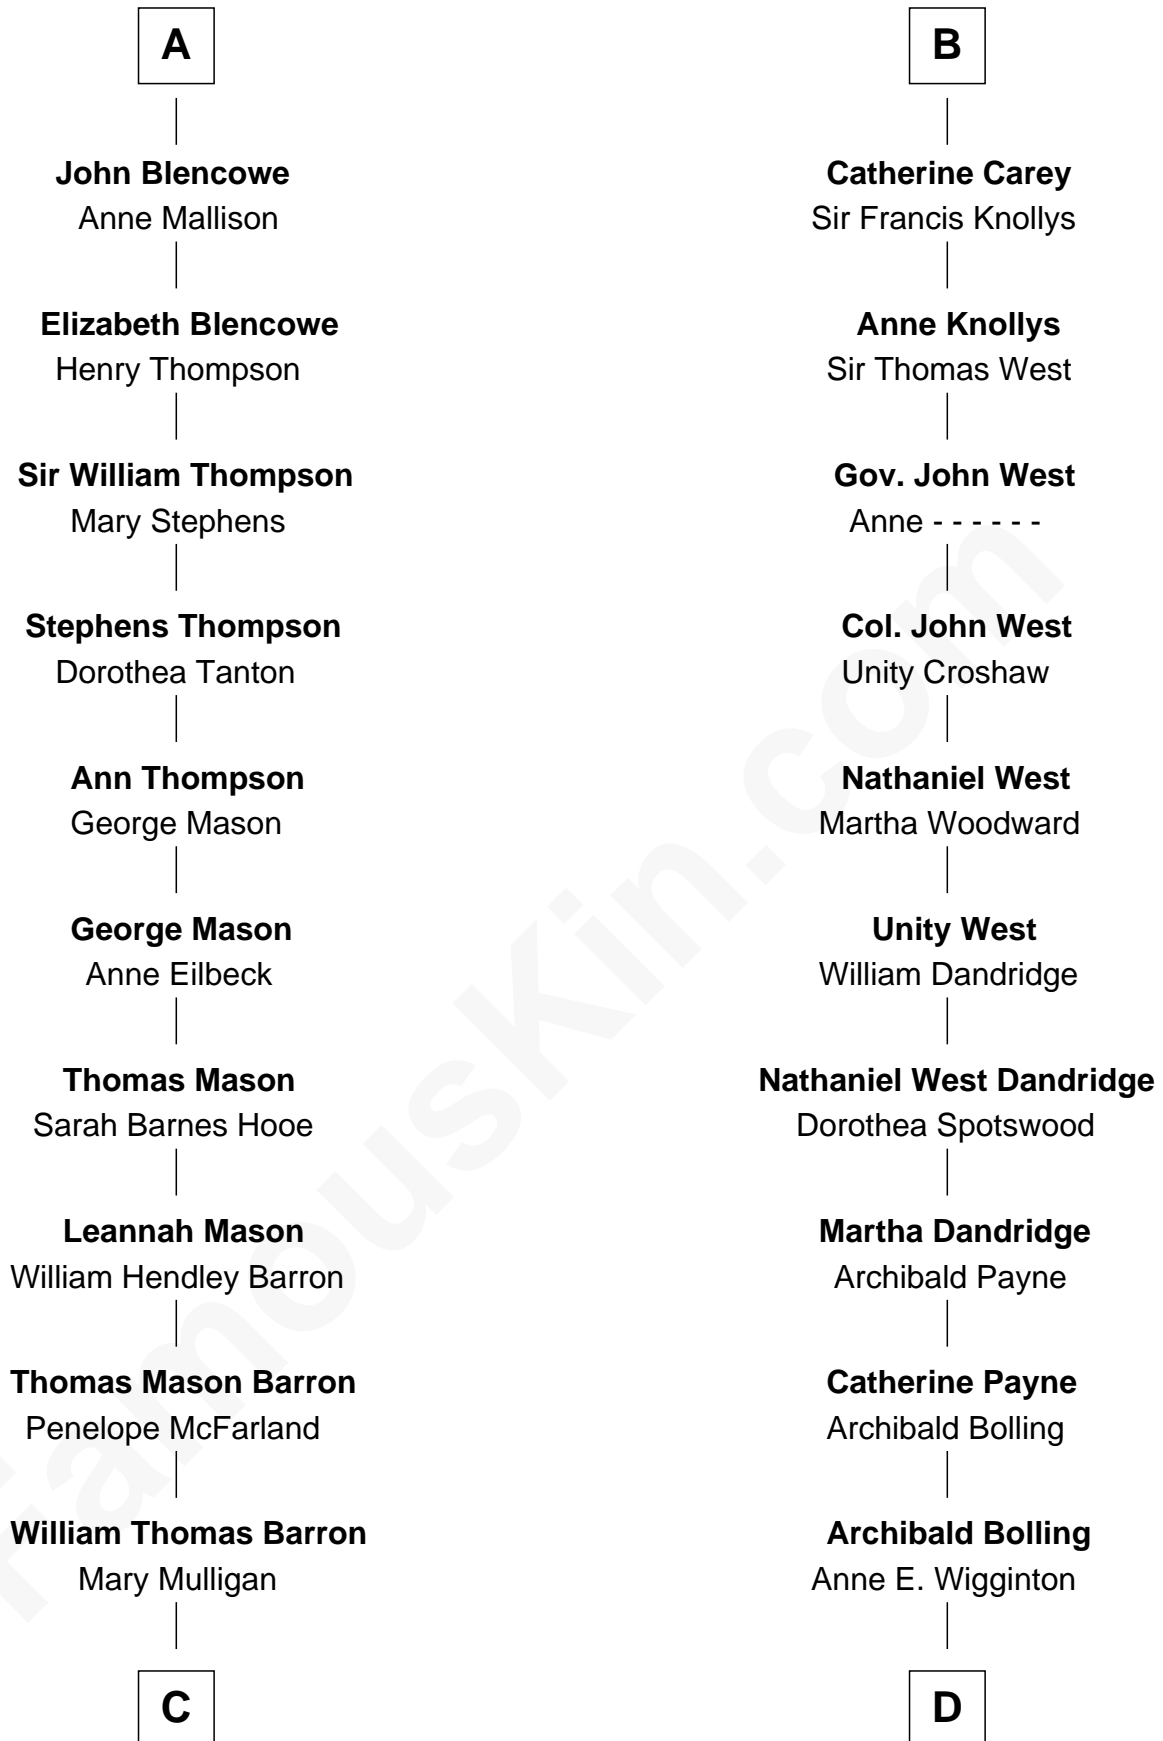 A
John Blencowe
Anne Mallison
Elizabeth Blencowe
Henry Thompson
Sir William Thompson
Mary Stephens
Stephens Thompson
Dorothea Tanton
Ann Thompson
George Mason
George Mason
Anne Eilbeck
Thomas Mason
Sarah Barnes Hooe
Leannah Mason
William Hendley Barron
Thomas Mason Barron
Penelope McFarland
William Thomas Barron
Mary Mulligan
C
B
Catherine Carey
Sir Francis Knollys
Anne Knollys
Sir Thomas West
Gov. John West
Anne - - - - - -
Col. John West
Unity Croshaw
Nathaniel West
Martha Woodward
Unity West
William Dandridge
Nathaniel West Dandridge
Dorothea Spotswood
Martha Dandridge
Archibald Payne
Catherine Payne
Archibald Bolling
Archibald Bolling
Anne E. Wigginton
D
FamousKin.com